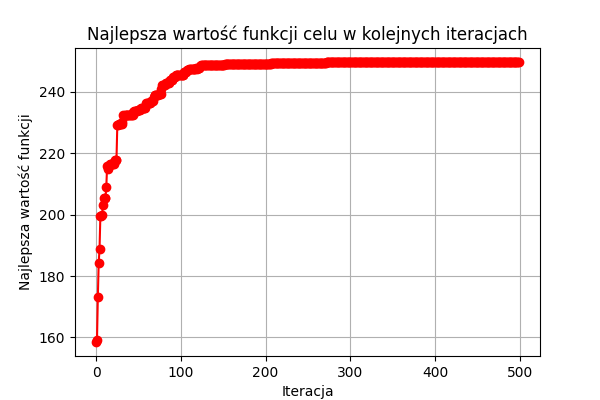 Najlepsza wartość funkcji celu w kolejnych iteracjach
Najlepsza wartość funkcji
240
220
200
180
160
0 100 200 300 400 500
Iteracja